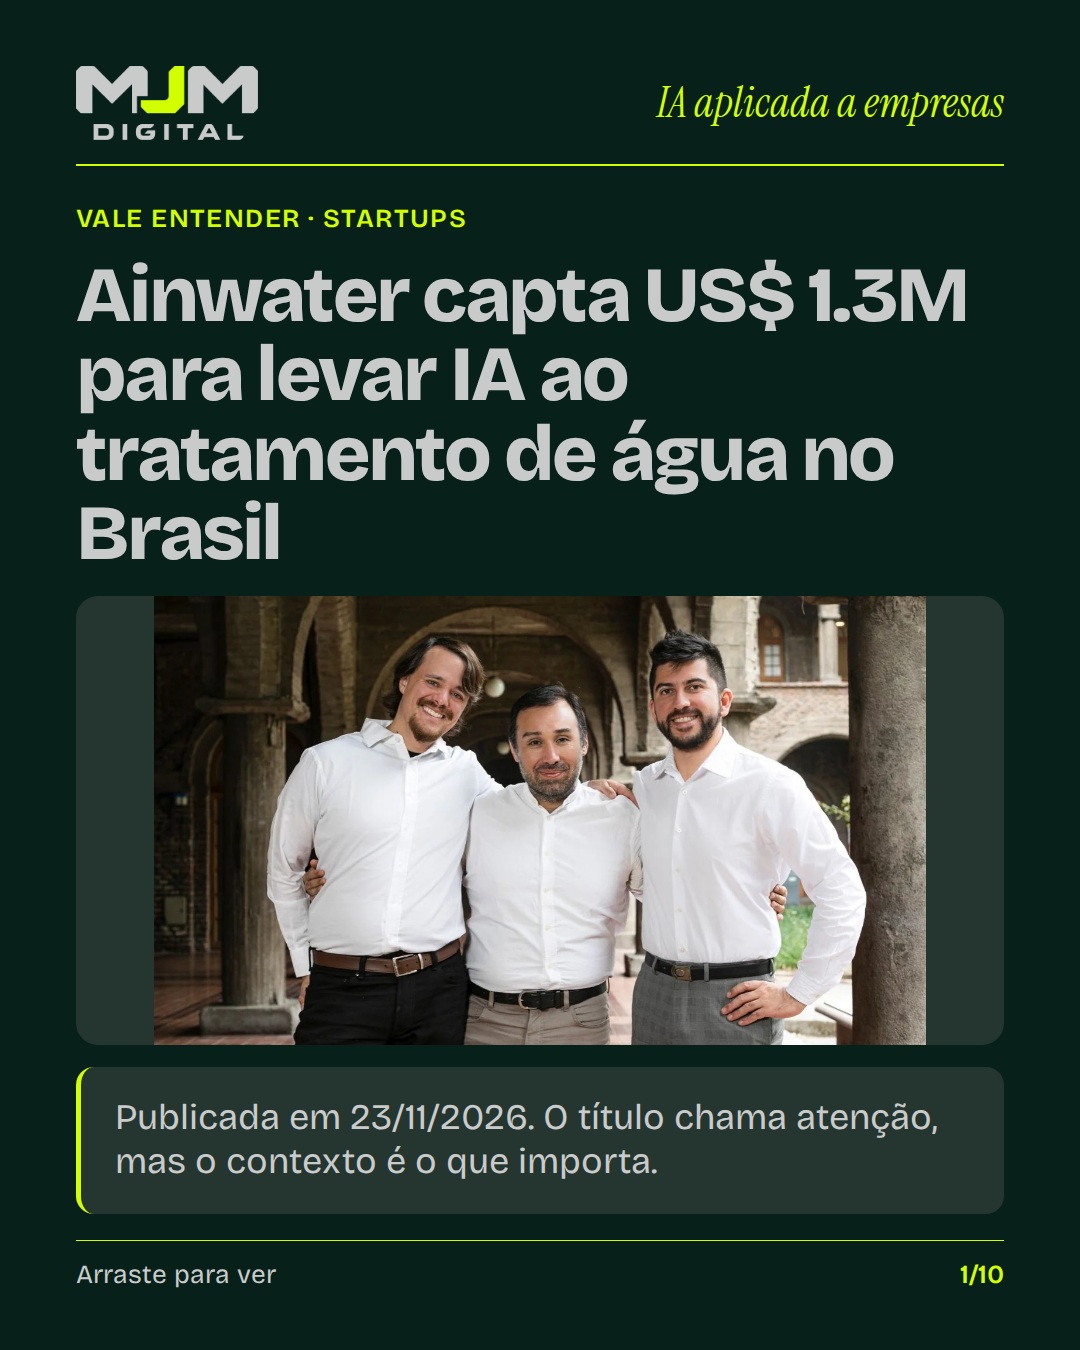 MJM
DIGITAL
IA aplicada a empresas
VALE ENTENDER · STARTUPS
Ainwater capta US$ 1.3M
para levar IA ao
tratamento de água no
Brasil
Publicada em 23/11/2026. O título chama atenção,
mas o contexto é o que importa.
Arraste para ver
1/10